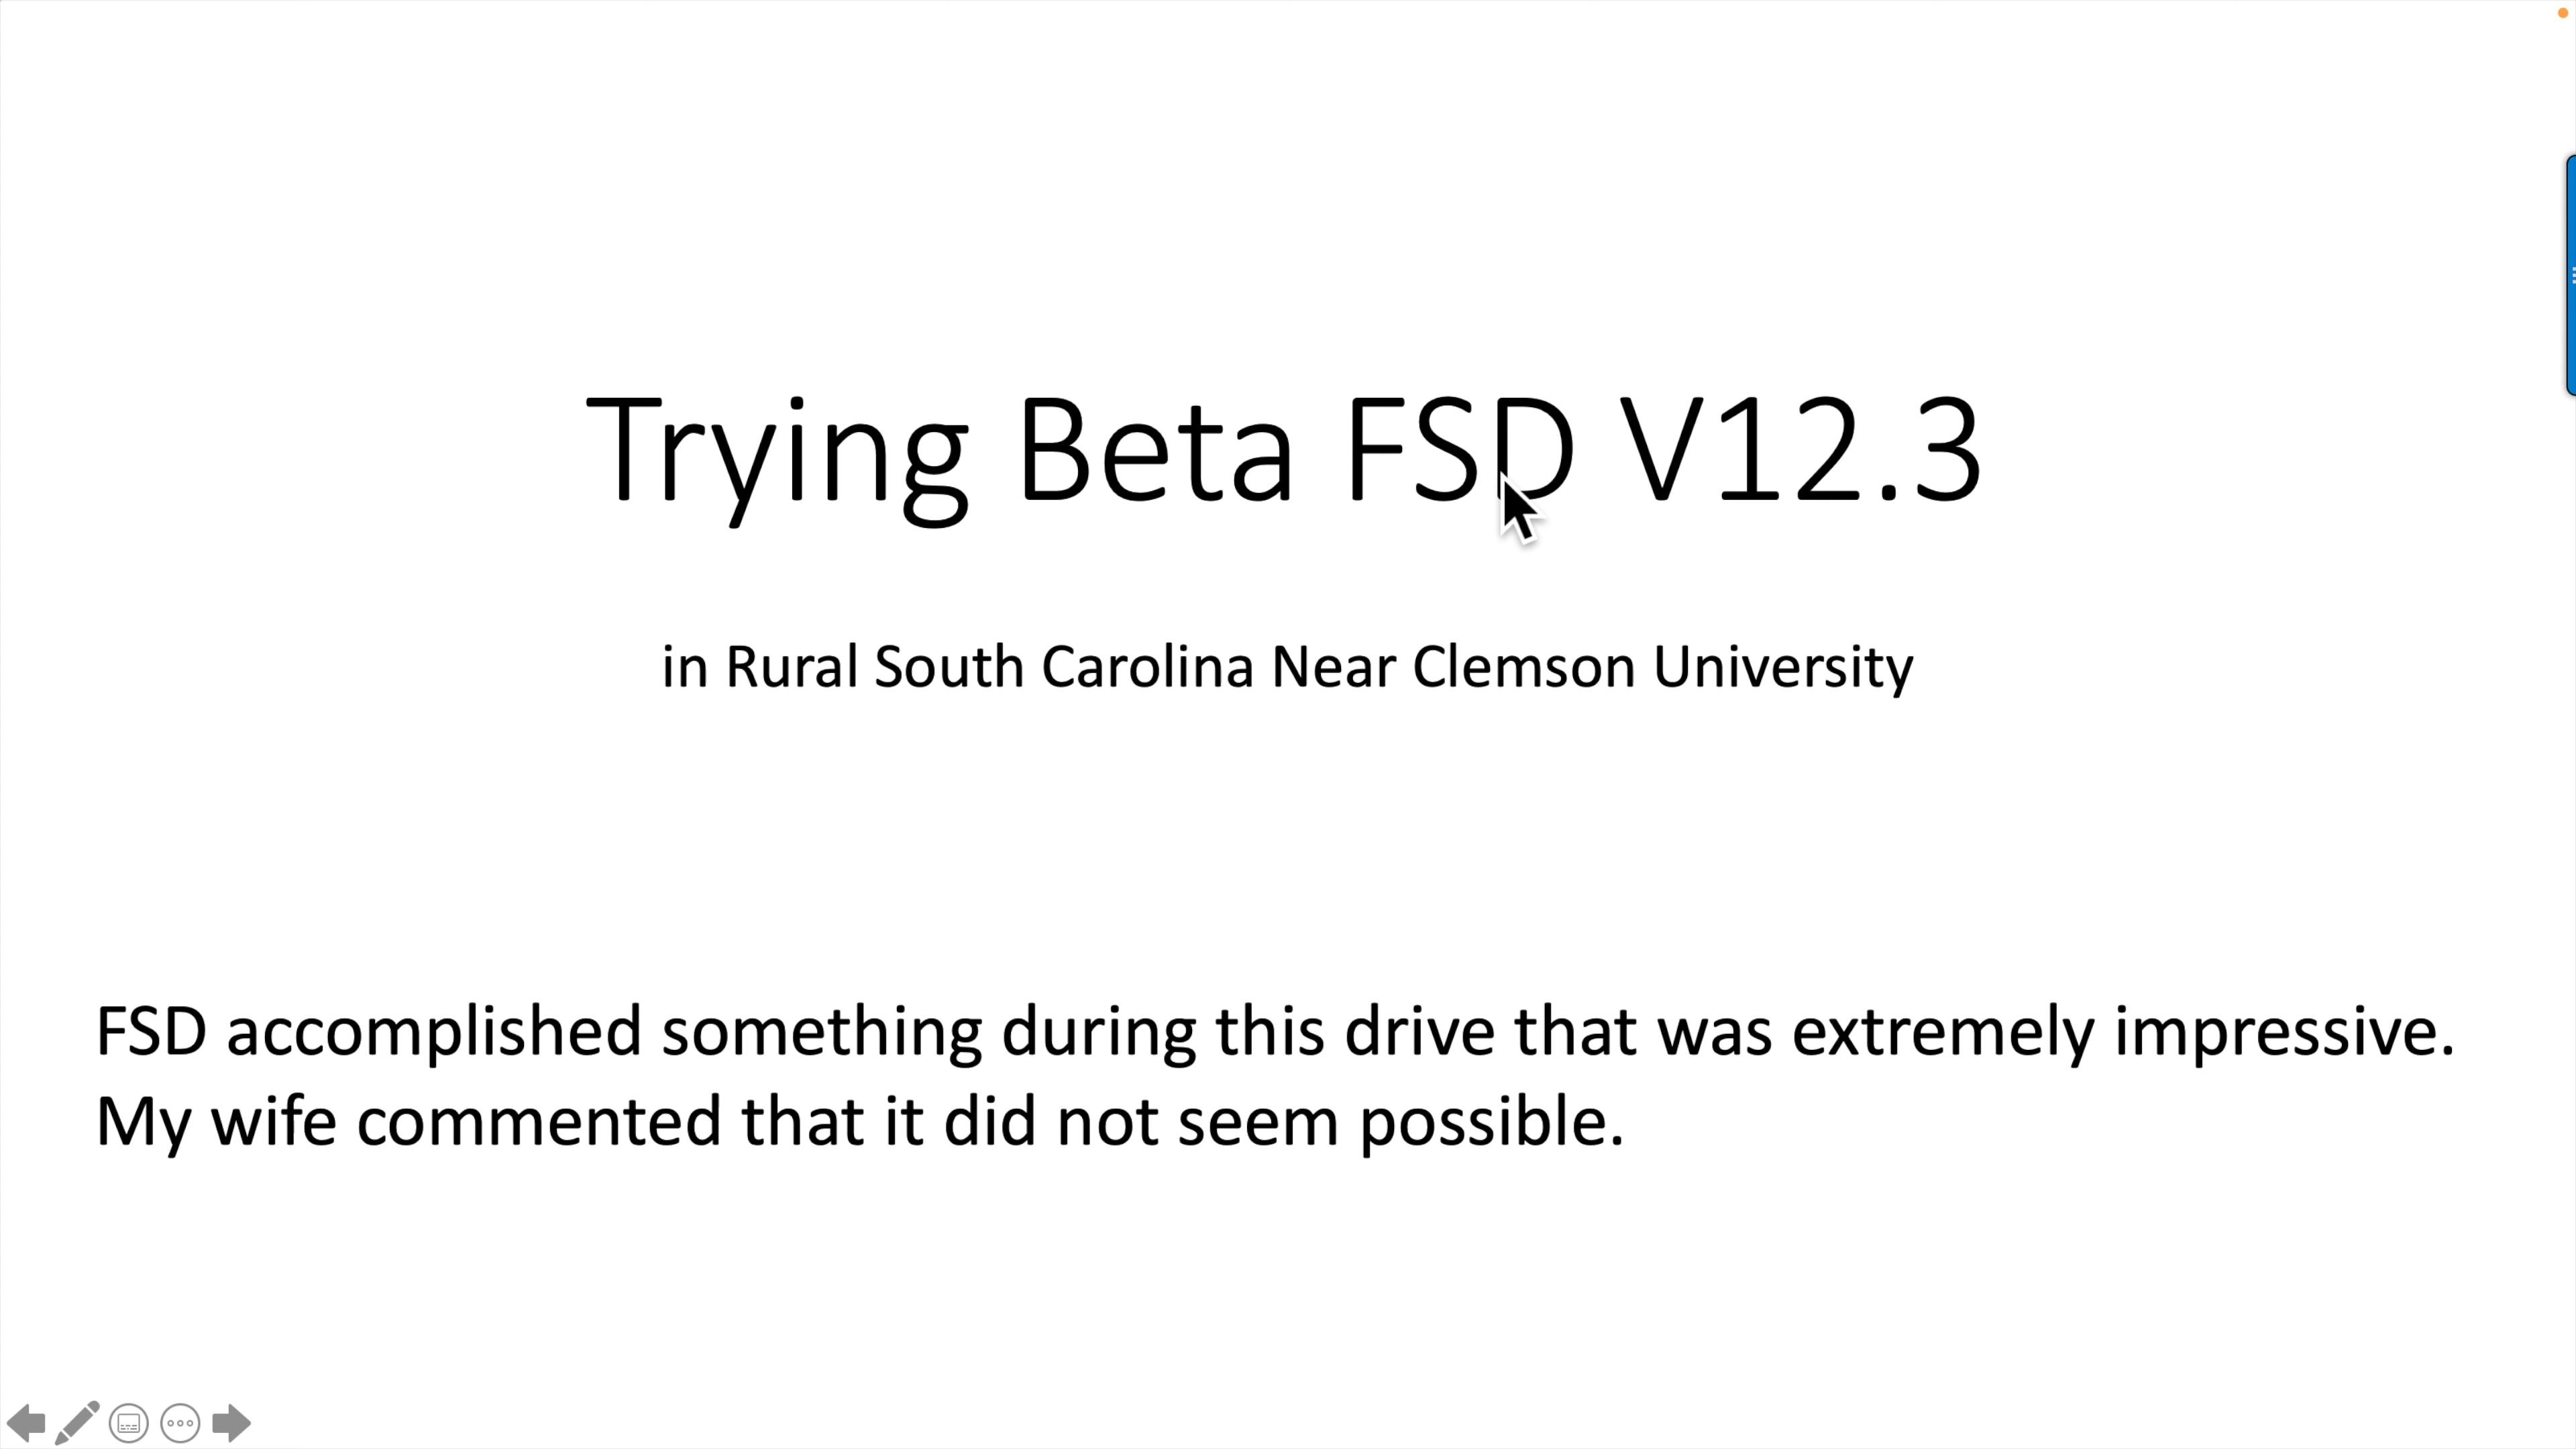 Trying Beta FSD V12.3
in Rural South Carolina Near Clemson University
FSD accomplished something during this drive that was extremely impressive.
My wife commented that it did not seem possible.